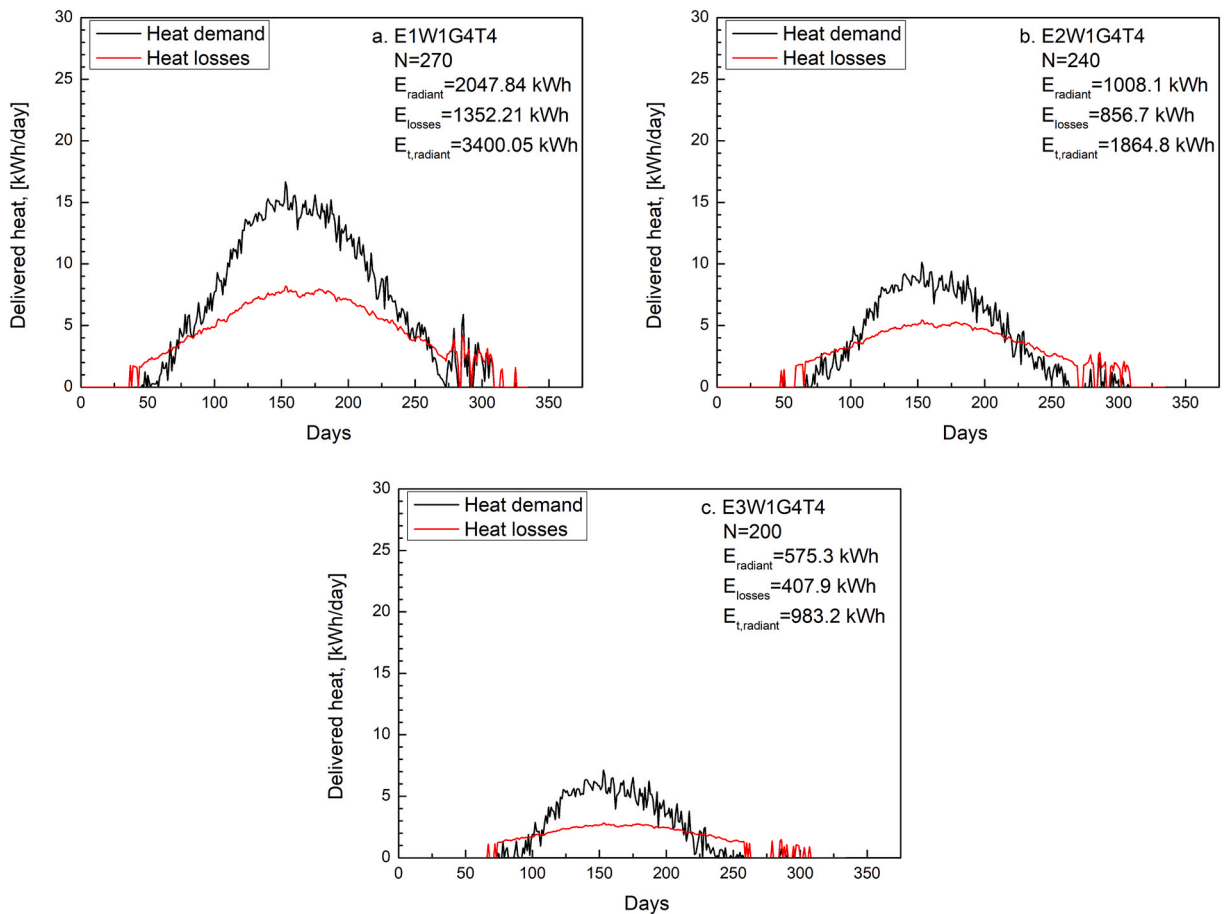 Heat demand
Heat losses
a. E1W1G4T4
N=270
E_radiant=2047.84 kWh
E_losses=1352.21 kWh
E_t,radiant=3400.05 kWh
Delivered heat, [kWh/day]
30
25
20
15
10
5
0
0 50 100 150 200 250 300 350
Days
Heat demand
Heat losses
b. E2W1G4T4
N=240
E_radiant=1008.1 kWh
E_losses=856.7 kWh
E_t,radiant=1864.8 kWh
Delivered heat, [kWh/day]
30
25
20
15
10
5
0
0 50 100 150 200 250 300 350
Days
Heat demand
Heat losses
c. E3W1G4T4
N=200
E_radiant=575.3 kWh
E_losses=407.9 kWh
E_t,radiant=983.2 kWh
Delivered heat, [kWh/day]
30
25
20
15
10
5
0
0 50 100 150 200 250 300 350
Days